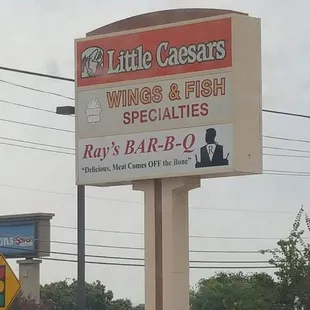 Little Caesars
WINGS & FISH
SPECIALTIES
Ray's BAR-B-Q
"Delicious, Meat Comes OFF the Bone"